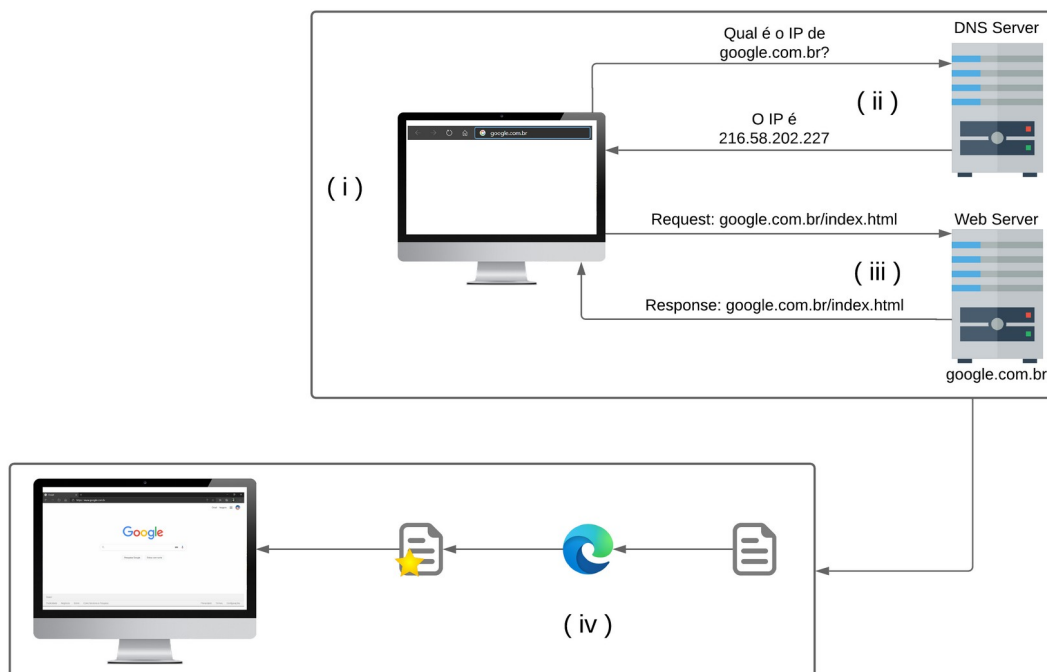 Qual é o IP de
google.com.br?
DNS Server
( ii )
O IP é
216.58.202.227
google.com.br
( i )
Request: google.com.br/index.html
Web Server
( iii )
Response: google.com.br/index.html
google.com.br
Google
( iv )